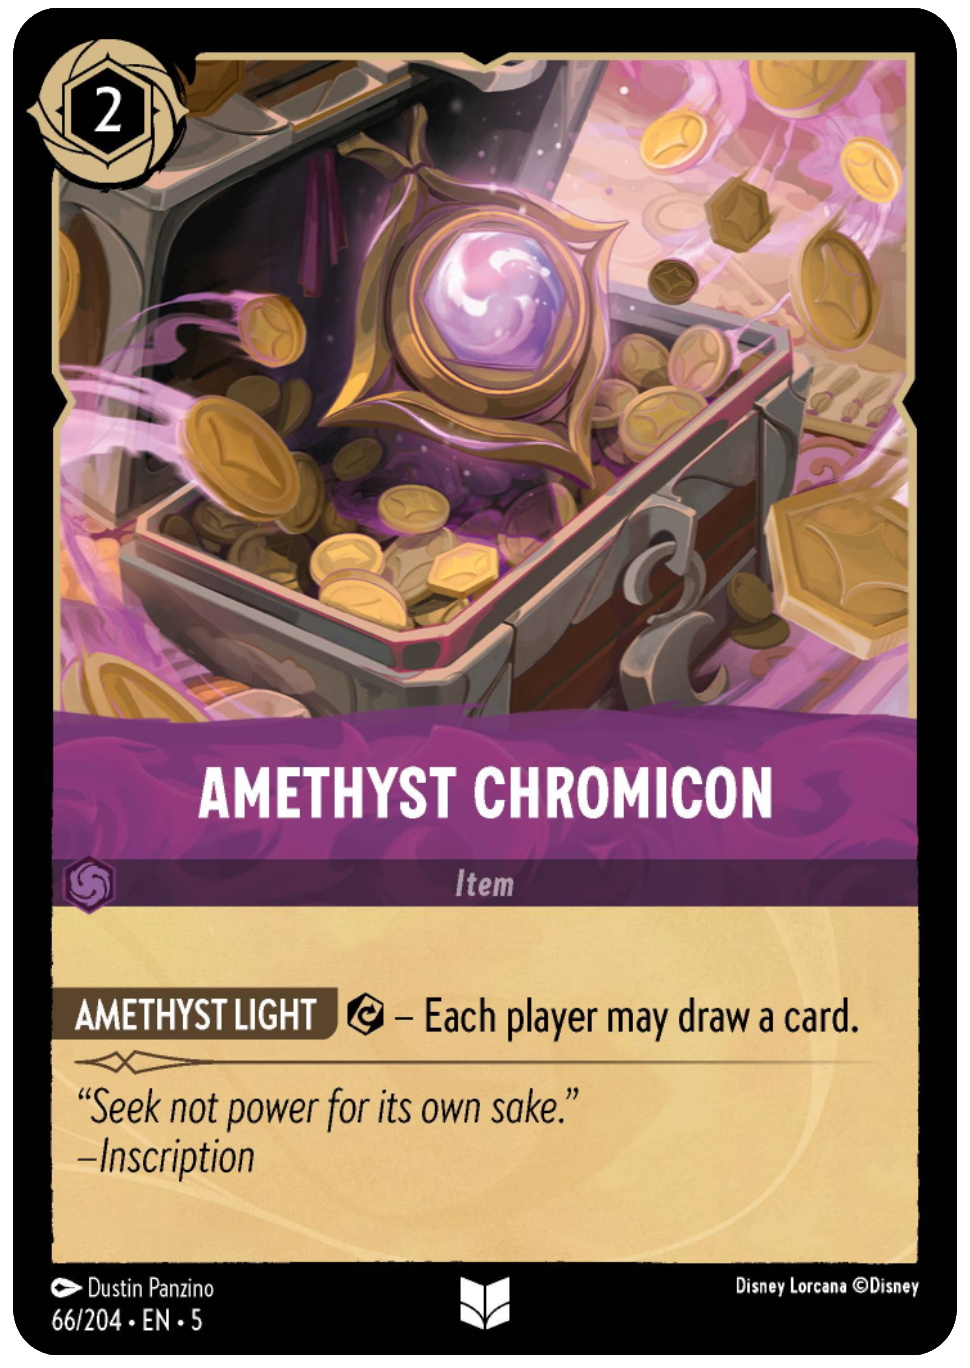 2
AMETHYST CHROMICON
Item
AMETHYST LIGHT – Each player may draw a card.
“Seek not power for its own sake.”
–Inscription
Dustin Panzino
66/204 • EN • 5
Disney Lorcana ©Disney